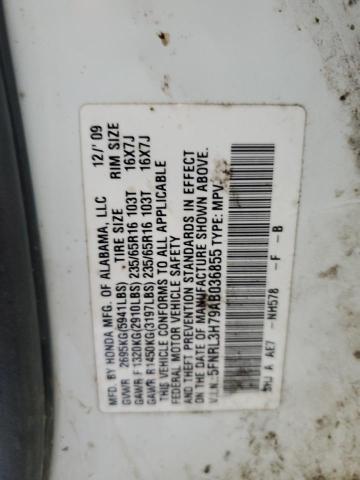 MFD. BY HONDA MFG. OF ALABAMA, LLC 12/'09
GVWR 2695KG(5941LBS) TIRE SIZE RIM SIZE
GAWR F 1320KG(2910LBS) 235/65R16 103T 16X7J
GAWR R 1450KG(3197LBS) 235/65R16 103T 16X7J
THIS VEHICLE CONFORMS TO ALL APPLICABLE
FEDERAL MOTOR VEHICLE SAFETY
AND THEFT PREVENTION STANDARDS IN EFFECT
ON THE DATE OF MANUFACTURE SHOWN ABOVE.
V.I.N.: 5FNRL3H79AB036855 TYPE: MPV
SHJ A AE7 - NH578 - F - B